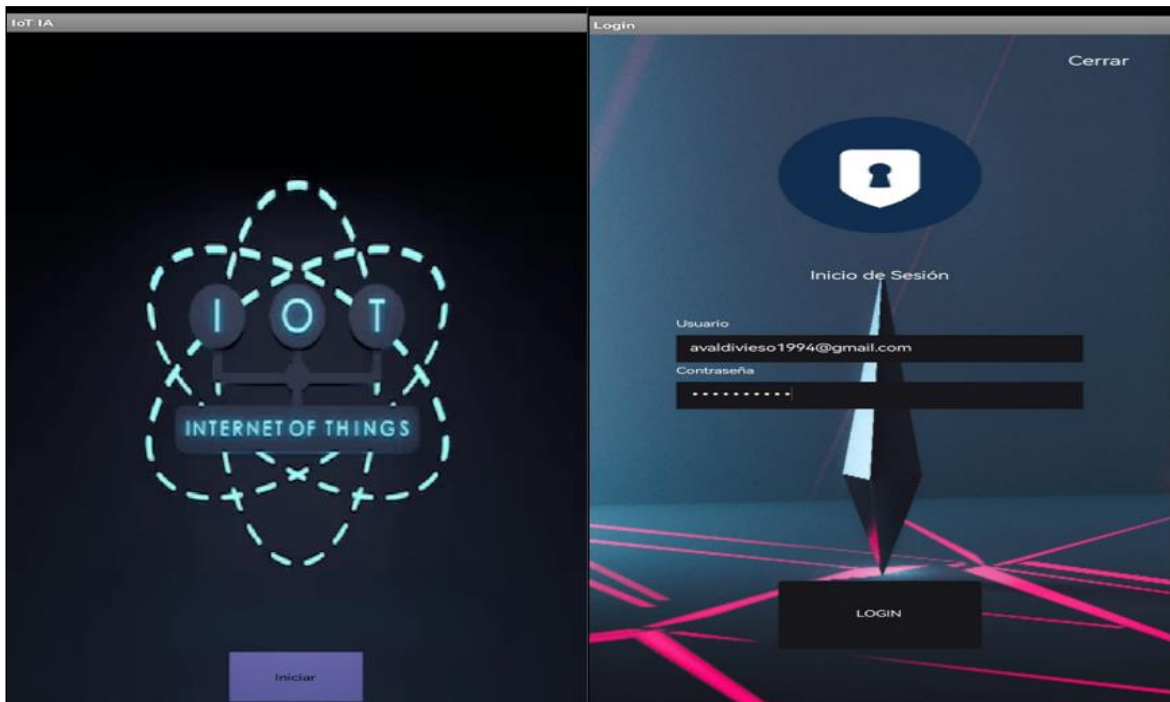 IoT IA
I O T
INTERNET OF THINGS
Iniciar
Login
Cerrar
Inicio de Sesión
Usuario
avaldivieso1994@gmail.com
Contraseña
LOGIN